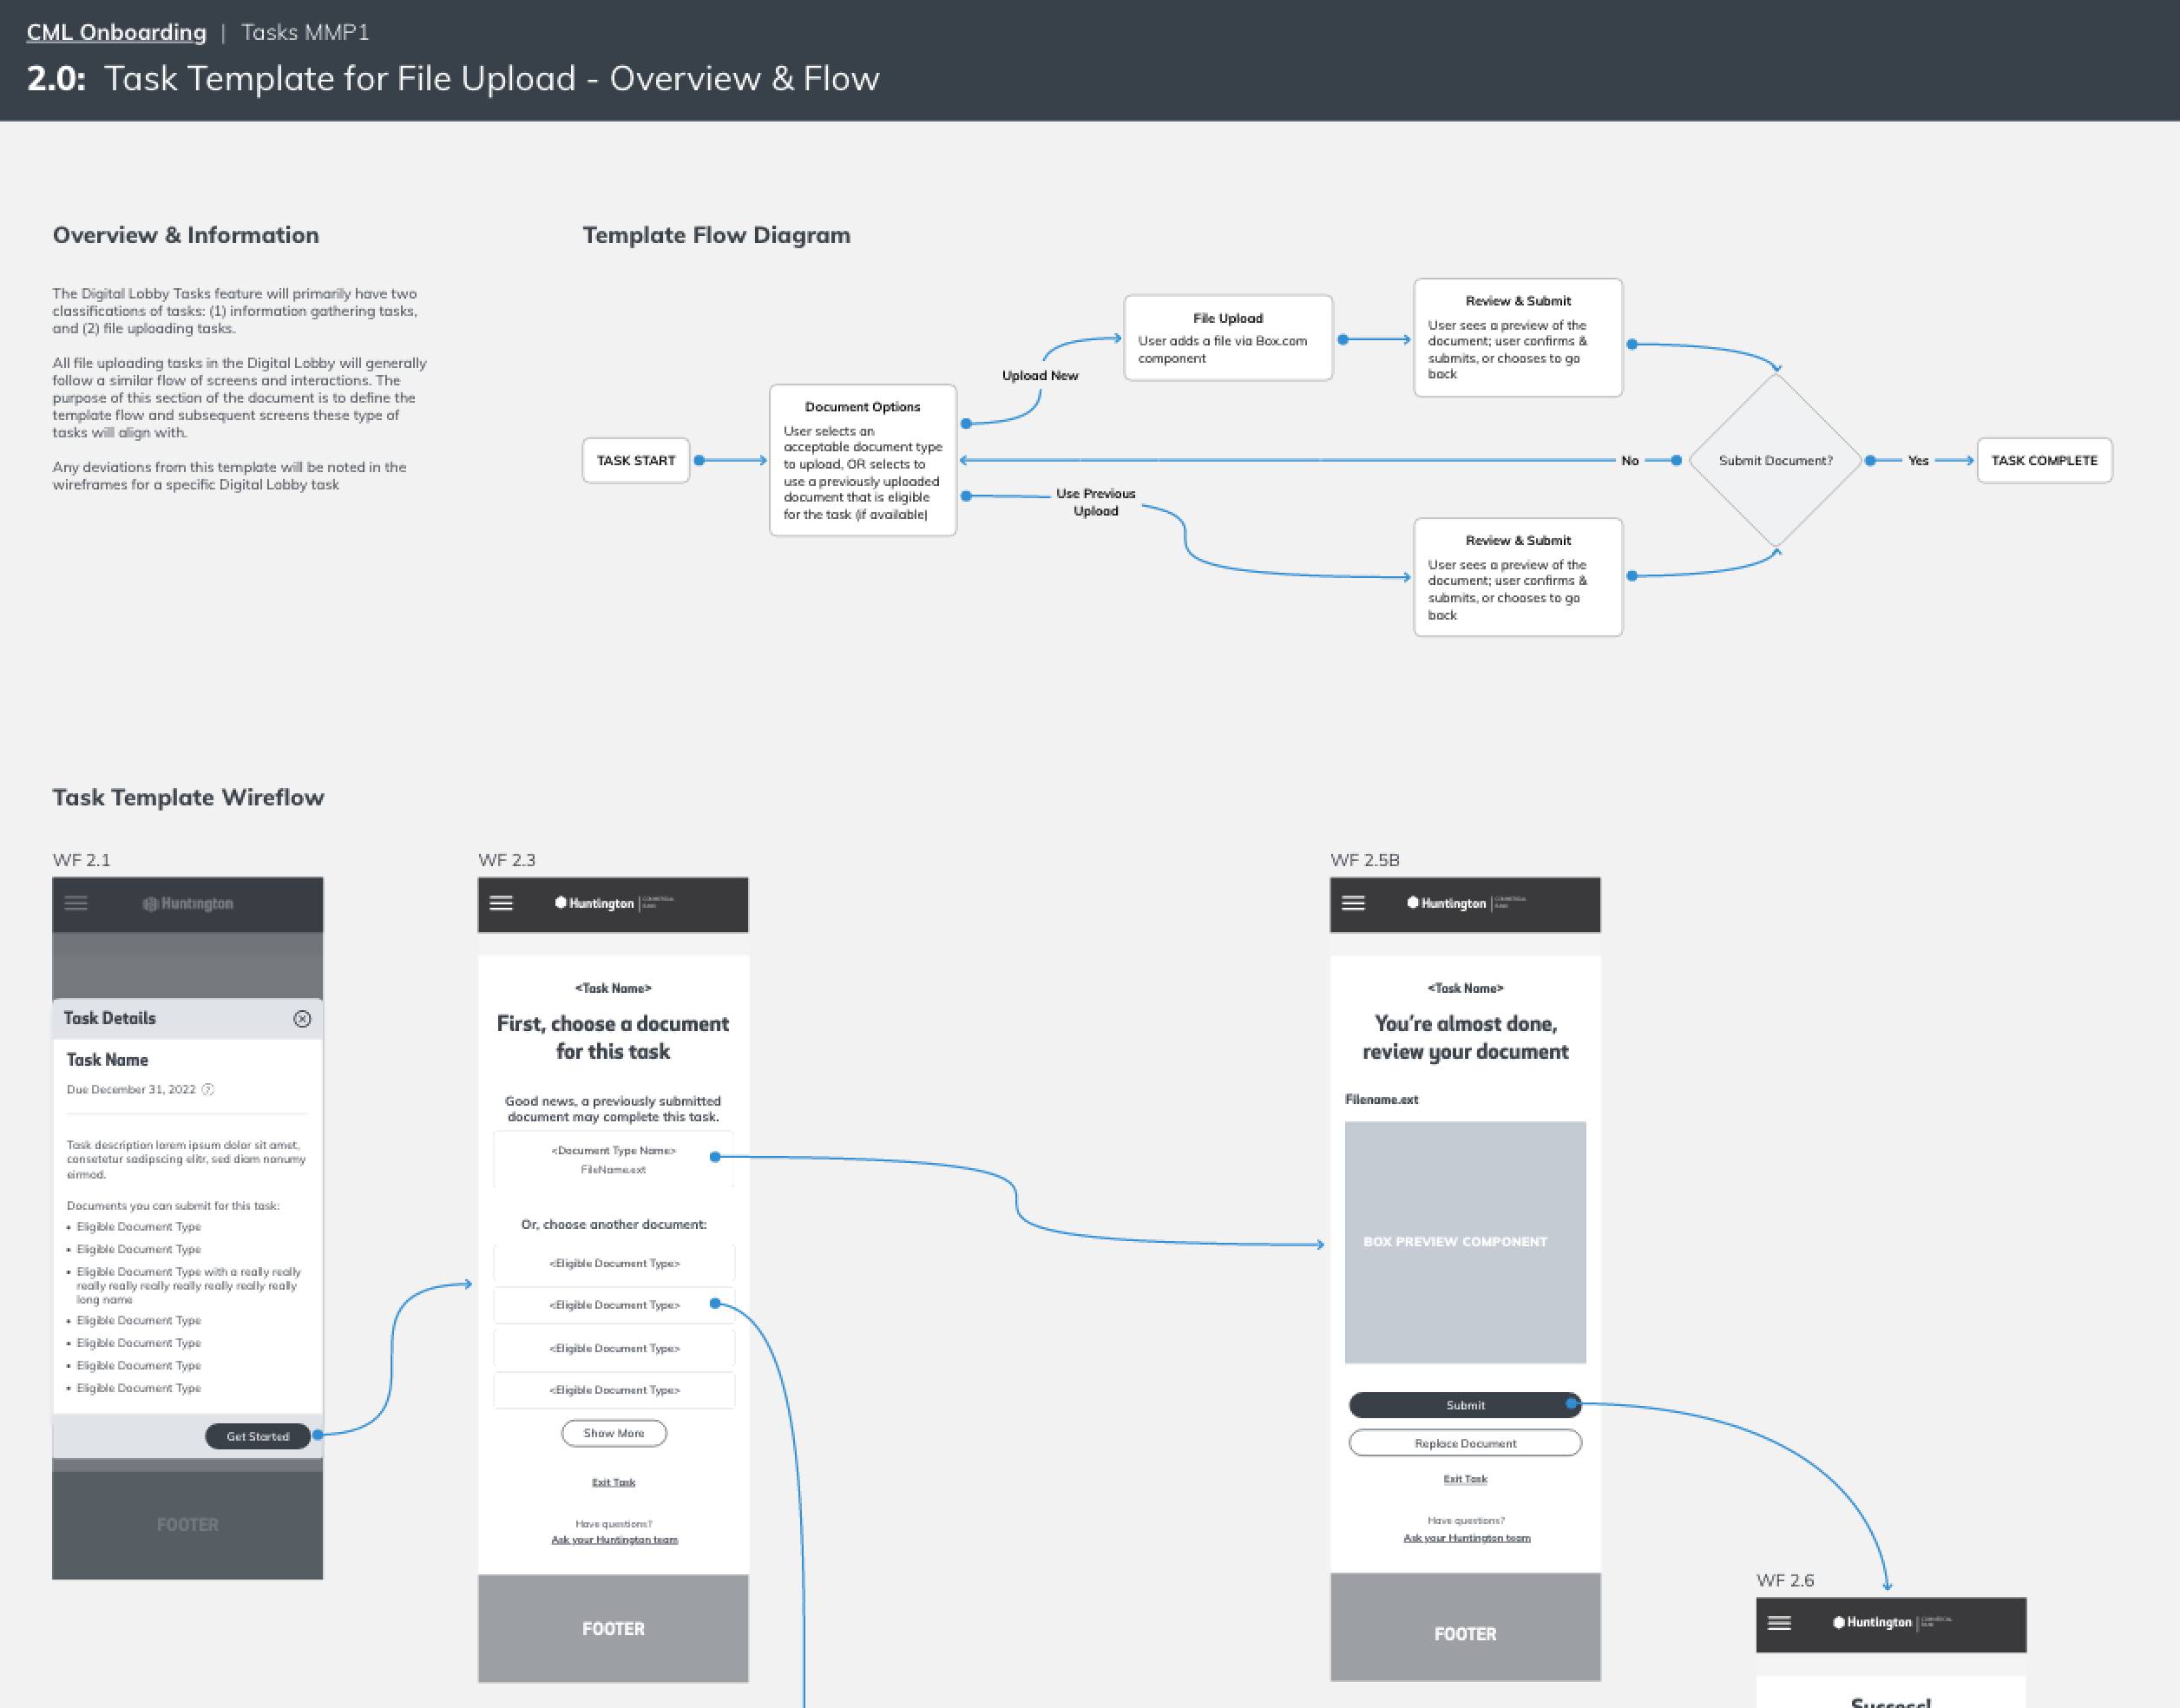 CML Onboarding | Tasks MMP1
2.0: Task Template for File Upload - Overview & Flow
Overview & Information
The Digital Lobby Tasks feature will primarily have two
classifications of tasks: (1) information gathering tasks,
and (2) file uploading tasks.
All file uploading tasks in the Digital Lobby will generally
follow a similar flow of screens and interactions. The
purpose of this section of the document is to define the
template flow and subsequent screens these type of
tasks will align with.
Any deviations from this template will be noted in the
wireframes for a specific Digital Lobby task
Template Flow Diagram
TASK START
Document Options
User selects an
acceptable document type
to upload, OR selects to
use a previously uploaded
document that is eligible
for the task (if available)
Upload New
File Upload
User adds a file via Box.com
component
Review & Submit
User sees a preview of the
document; user confirms &
submits, or chooses to go
back
Use Previous
Upload
Review & Submit
User sees a preview of the
document; user confirms &
submits, or chooses to go
back
No
Submit Document?
Yes
TASK COMPLETE
Task Template Wireflow
WF 2.1
Huntington
Task Details
Task Name
Due December 31, 2022 ?
Task description lorem ipsum dolor sit amet,
consetetur sadipscing elitr, sed diam nonumy
eirmod.
Documents you can submit for this task:
• Eligible Document Type
• Eligible Document Type
• Eligible Document Type with a really really
really really really really really really really
long name
• Eligible Document Type
• Eligible Document Type
• Eligible Document Type
• Eligible Document Type
Get Started
FOOTER
WF 2.3
Huntington
<Task Name>
First, choose a document
for this task
Good news, a previously submitted
document may complete this task.
<Document Type Name>
FileName.ext
Or, choose another document:
<Eligible Document Type>
<Eligible Document Type>
<Eligible Document Type>
<Eligible Document Type>
Show More
Exit Task
Have questions?
Ask your Huntington team
FOOTER
WF 2.5B
Huntington
<Task Name>
You're almost done,
review your document
Filename.ext
BOX PREVIEW COMPONENT
Submit
Replace Document
Exit Task
Have questions?
Ask your Huntington team
FOOTER
WF 2.6
Huntington
Success!